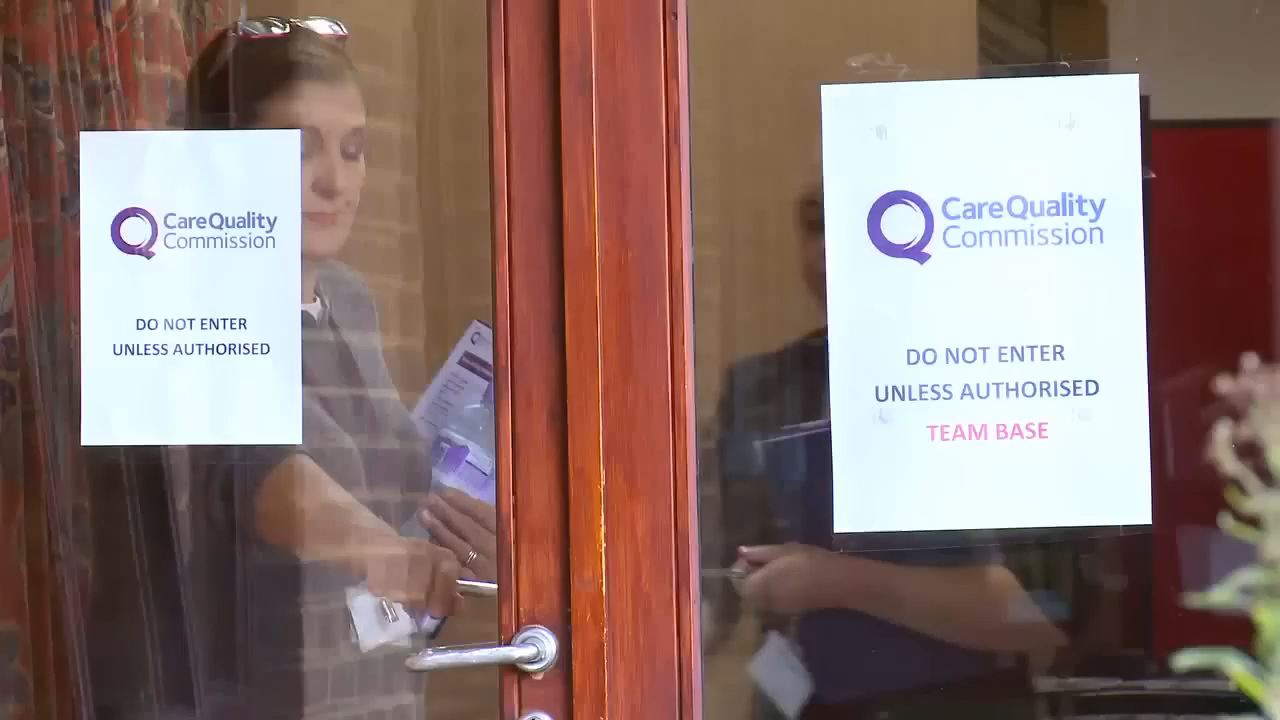 CareQuality
Commission
DO NOT ENTER
UNLESS AUTHORISED
CareQuality
Commission
DO NOT ENTER
UNLESS AUTHORISED
TEAM BASE